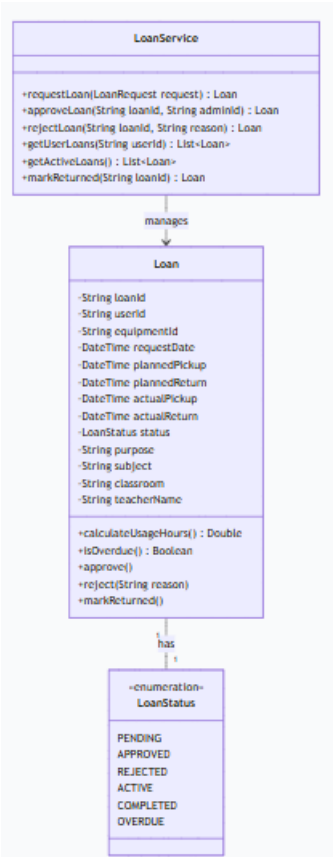 LoanService
+requestLoan(LoanRequest request) : Loan
+approveLoan(String loanId, String adminId) : Loan
+rejectLoan(String loanId, String reason) : Loan
+getUserLoans(String userId) : List<Loan>
+getActiveLoans() : List<Loan>
+markReturned(String loanId) : Loan
manages
Loan
-String loanId
-String userId
-String equipmentId
-DateTime requestDate
-DateTime plannedPickup
-DateTime plannedReturn
-DateTime actualPickup
-DateTime actualReturn
-LoanStatus status
-String purpose
-String subject
-String classroom
-String teacherName
+calculateUsageHours() : Double
+isOverdue() : Boolean
+approve()
+reject(String reason)
+markReturned()
1
has
1
«enumeration»
LoanStatus
PENDING
APPROVED
REJECTED
ACTIVE
COMPLETED
OVERDUE